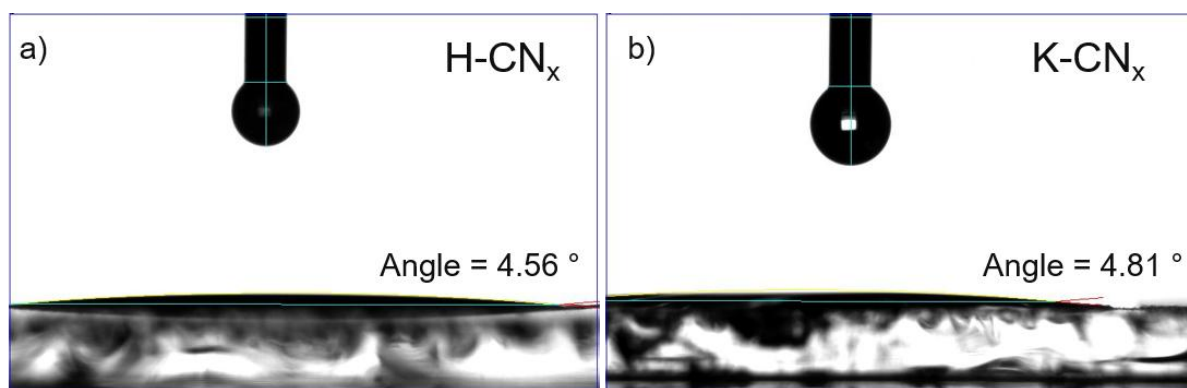 a)
H-CNₓ
Angle = 4.56 °
b)
K-CNₓ
Angle = 4.81 °